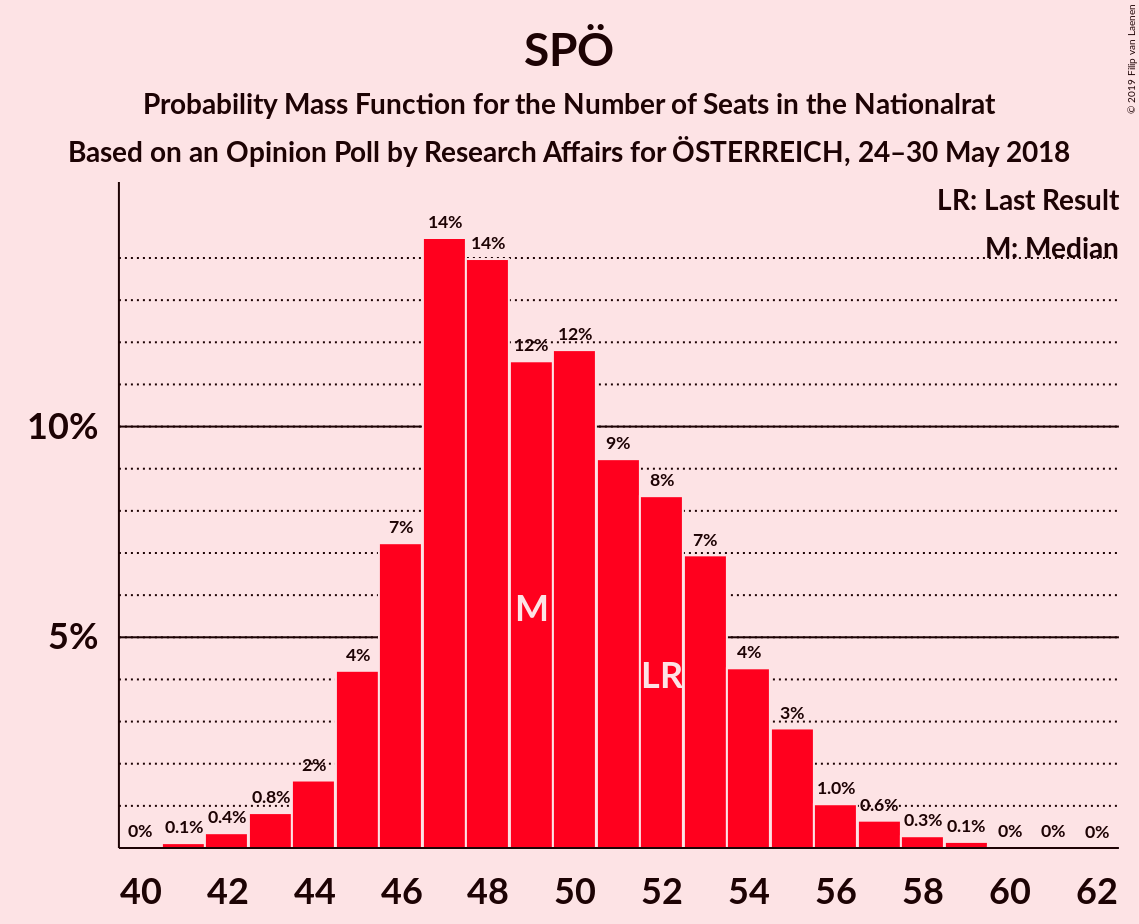 © 2019 Filip van Laenen
SPÖ
Probability Mass Function for the Number of Seats in the Nationalrat
Based on an Opinion Poll by Research Affairs for ÖSTERREICH, 24–30 May 2018
LR: Last Result
M: Median
10%
5%
0% 0.1% 0.4% 0.8% 2% 4% 7% 14% 14% 12% 12% 9% 8% 7% 4% 3% 1.0% 0.6% 0.3% 0.1% 0% 0% 0%
M
LR
40 42 44 46 48 50 52 54 56 58 60 62